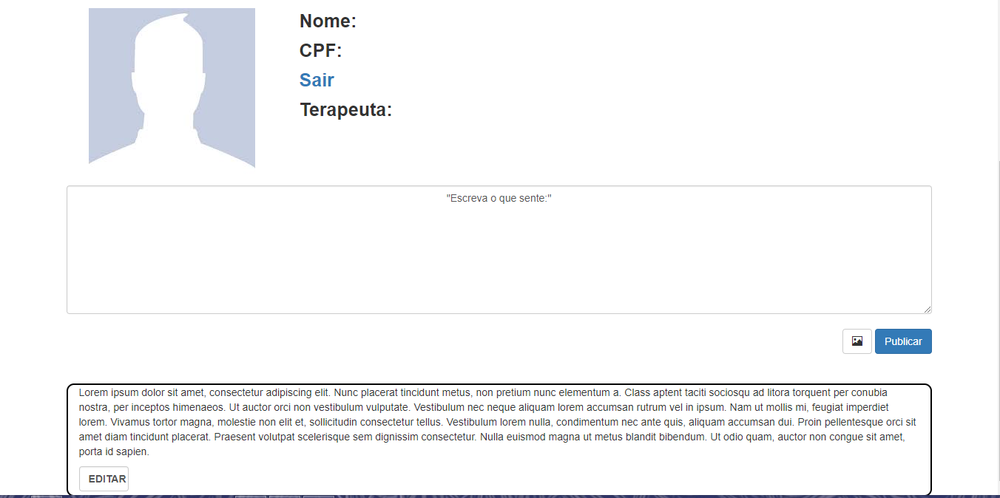 Nome:
CPF:
Sair
Terapeuta:
"Escreva o que sente:"
Publicar
Lorem ipsum dolor sit amet, consectetur adipiscing elit. Nunc placerat tincidunt metus, non pretium nunc elementum a. Class aptent taciti sociosqu ad litora torquent per conubia
nostra, per inceptos himenaeos. Ut auctor orci non vestibulum vulputate. Vestibulum nec neque aliquam lorem accumsan rutrum vel in ipsum. Nam ut mollis mi, feugiat imperdiet
lorem. Vivamus tortor magna, molestie non elit et, sollicitudin consectetur tellus. Vestibulum lorem nulla, condimentum nec ante quis, aliquam accumsan dui. Proin pellentesque orci sit
amet diam tincidunt placerat. Praesent volutpat scelerisque sem dignissim consectetur. Nulla euismod magna ut metus blandit bibendum. Ut odio quam, auctor non congue sit amet,
porta id sapien.
EDITAR